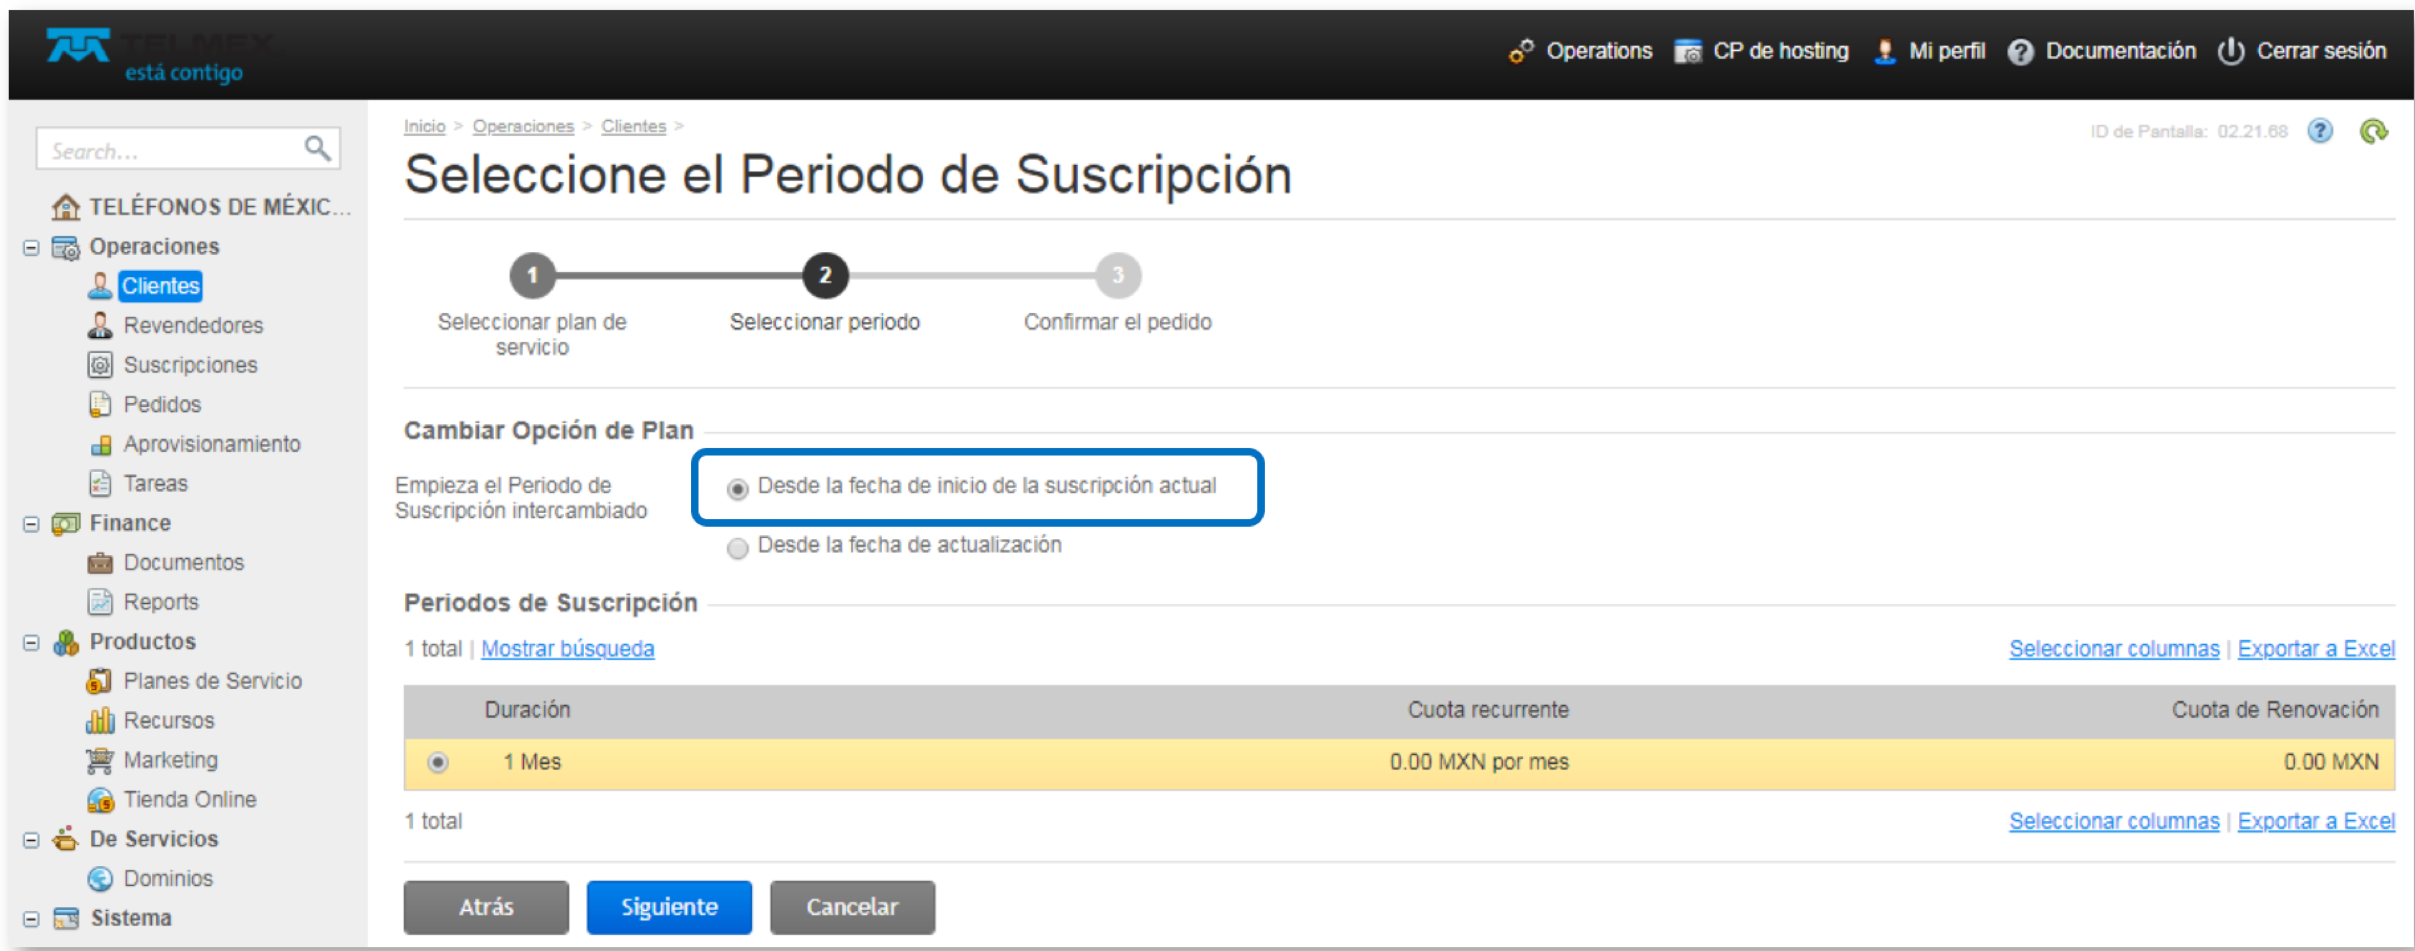 TELMEX
está contigo
Operations
CP de hosting
Mi perfil
Documentación
Cerrar sesión
Search...
TELÉFONOS DE MÉXIC...
Operaciones
Clientes
Revendedores
Suscripciones
Pedidos
Aprovisionamiento
Tareas
Finance
Documentos
Reports
Productos
Planes de Servicio
Recursos
Marketing
Tienda Online
De Servicios
Dominios
Sistema
Inicio > Operaciones > Clientes >
ID de Pantalla: 02.21.68
Seleccione el Periodo de Suscripción
1
2
3
Seleccionar plan de
servicio
Seleccionar periodo
Confirmar el pedido
Cambiar Opción de Plan
Empieza el Periodo de
Suscripción intercambiado
Desde la fecha de inicio de la suscripción actual
Desde la fecha de actualización
Periodos de Suscripción
1 total | Mostrar búsqueda
Seleccionar columnas | Exportar a Excel
Duración Cuota recurrente Cuota de Renovación
1 Mes 0.00 MXN por mes 0.00 MXN
1 total
Seleccionar columnas | Exportar a Excel
Atrás
Siguiente
Cancelar